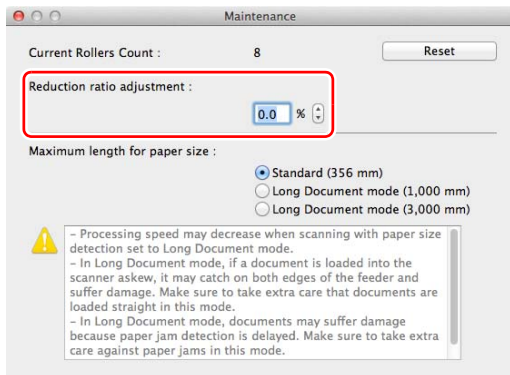 Maintenance
Current Rollers Count : 8 Reset
Reduction ratio adjustment :
0.0 %
Maximum length for paper size :
Standard (356 mm)
Long Document mode (1,000 mm)
Long Document mode (3,000 mm)
– Processing speed may decrease when scanning with paper size
detection set to Long Document mode.
– In Long Document mode, if a document is loaded into the
scanner askew, it may catch on both edges of the feeder and
suffer damage. Make sure to take extra care that documents are
loaded straight in this mode.
– In Long Document mode, documents may suffer damage
because paper jam detection is delayed. Make sure to take extra
care against paper jams in this mode.